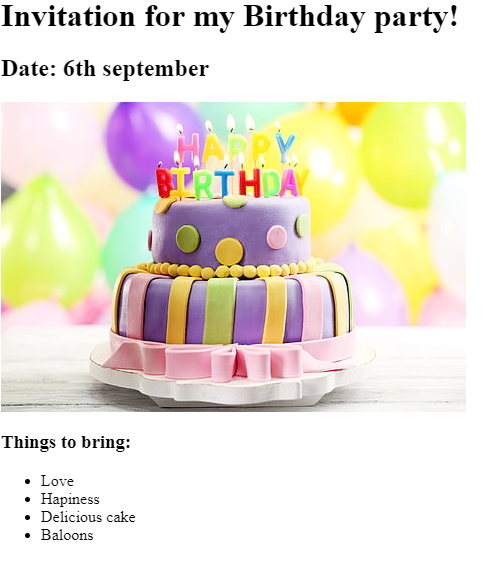 Invitation for my Birthday party!
Date: 6th september
HAPPY
BIRTHDAY
Things to bring:
Love
Hapiness
Delicious cake
Baloons